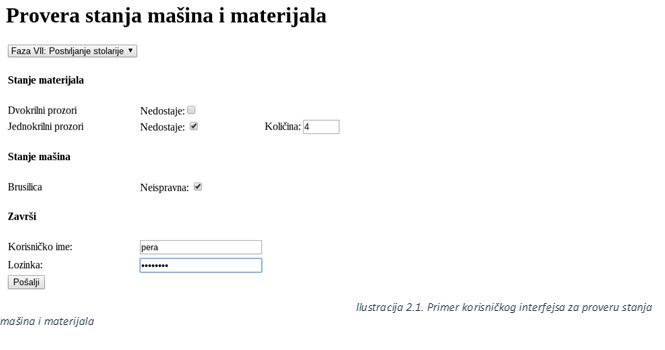 Provera stanja mašina i materijala
Faza VII: Postvljanje stolarije
Stanje materijala
Dvokrilni prozori Nedostaje:
Jednokrilni prozori Nedostaje: Količina: 4
Stanje mašina
Brusilica Neispravna:
Završi
Korisničko ime: pera
Lozinka: ••••••••
Pošalji
Ilustracija 2.1. Primer korisničkog interfejsa za proveru stanja
mašina i materijala